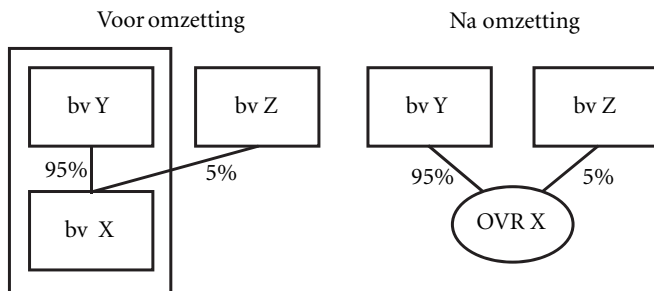 Voor omzetting
Na omzetting
bv Y
bv Z
bv Y
bv Z
95%
5%
95%
5%
bv X
OVR X